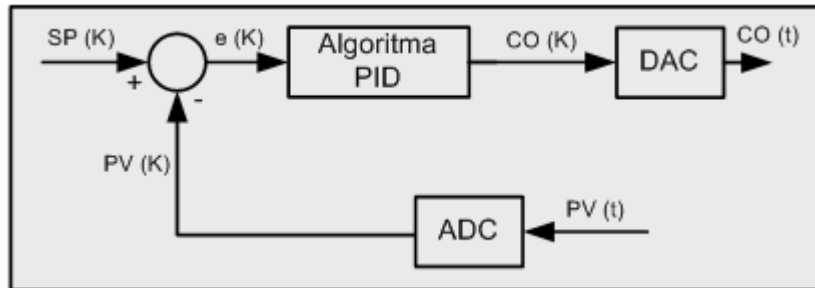 SP (K)
e (K)
Algoritma
PID
CO (K)
DAC
CO (t)
+
-
PV (K)
ADC
PV (t)